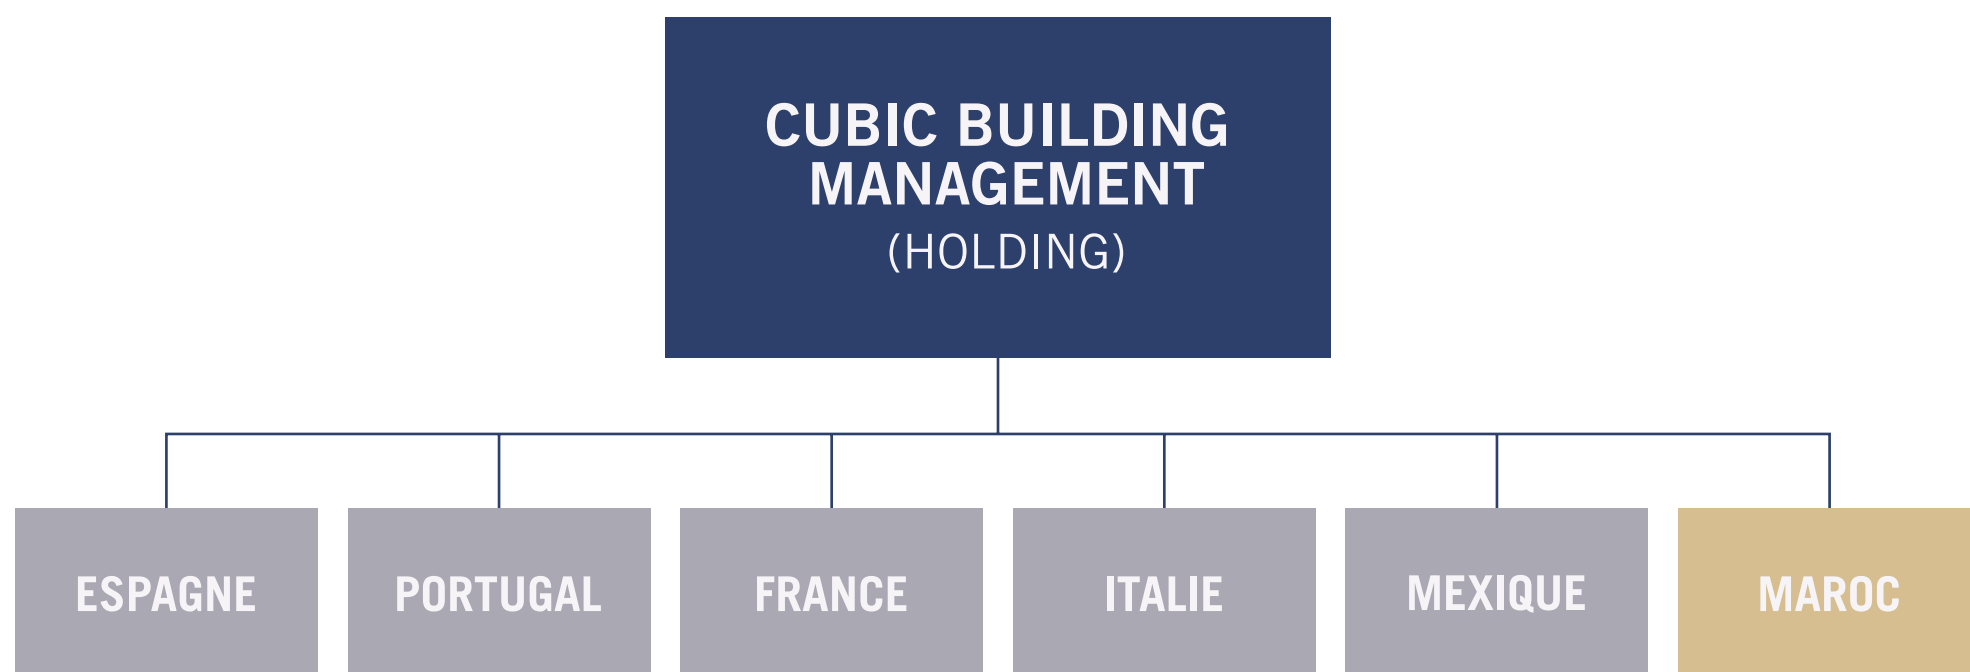 CUBIC BUILDING
MANAGEMENT
(HOLDING)
ESPAGNE
PORTUGAL
FRANCE
ITALIE
MEXIQUE
MAROC